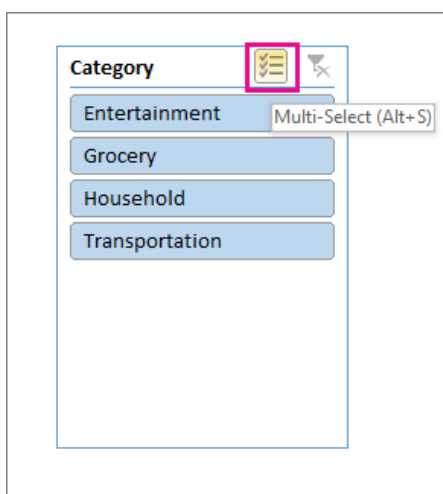 Category
Entertainment
Multi-Select (Alt+S)
Grocery
Household
Transportation